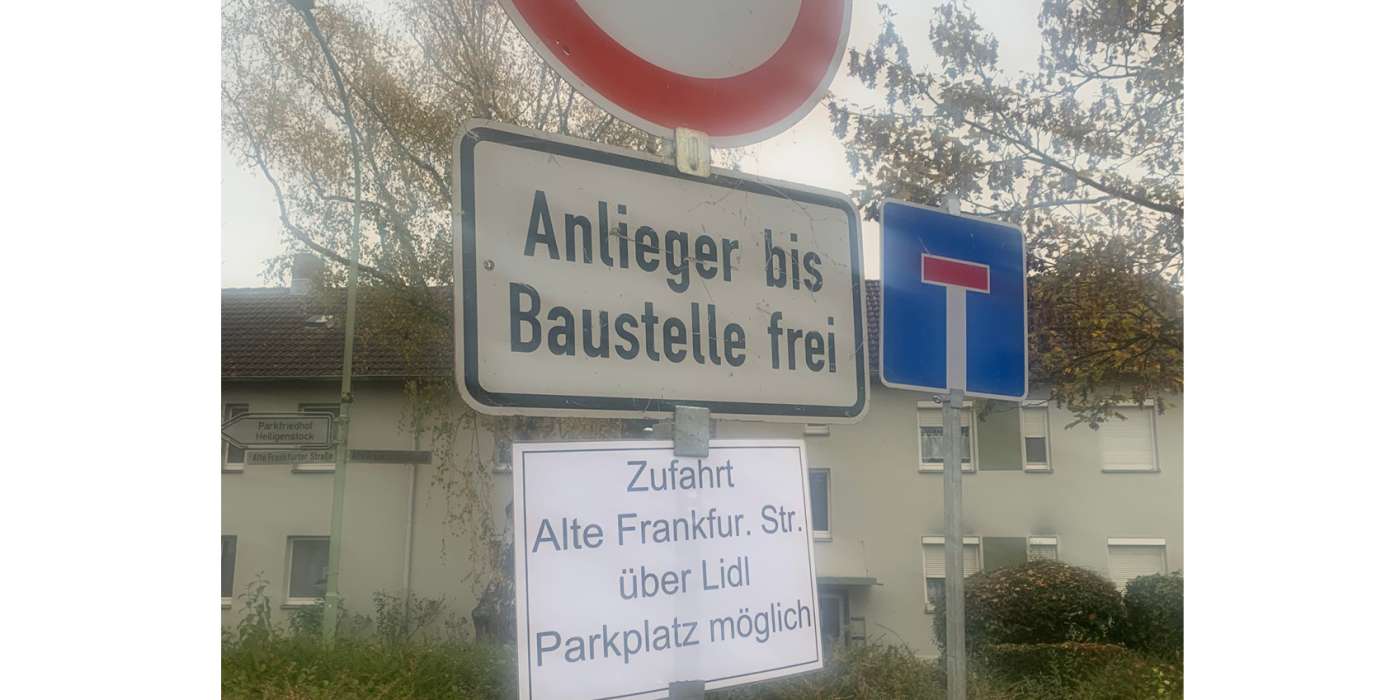 Anlieger bis
Baustelle frei
Parkfriedhof
Heiligenstock
Alte Frankfurter Straße
Zufahrt
Alte Frankfur. Str.
über Lidl
Parkplatz möglich